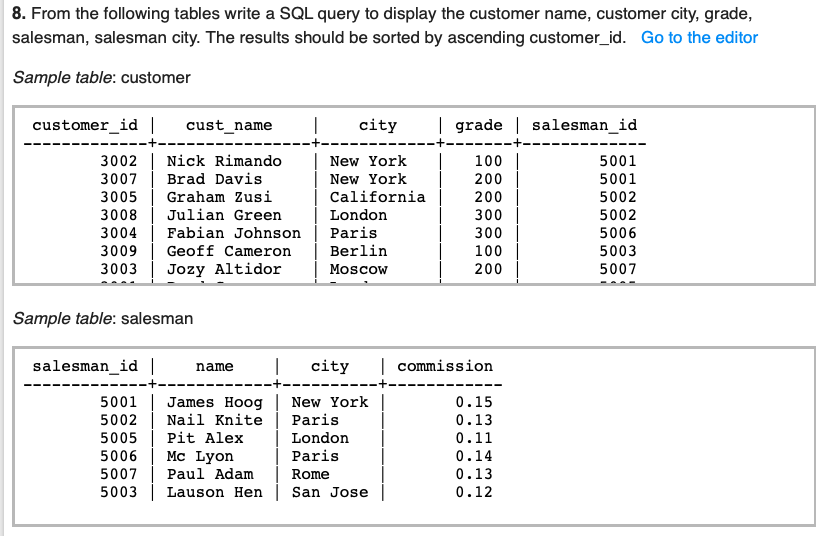 8. From the following tables write a SQL query to display the customer name, customer city, grade,
salesman, salesman city. The results should be sorted by ascending customer_id. Go to the editor
Sample table: customer
customer_id | cust_name | city | grade | salesman_id
-------------+----------------+------------+-------+-------------
3002 | Nick Rimando | New York | 100 | 5001
3007 | Brad Davis | New York | 200 | 5001
3005 | Graham Zusi | California | 200 | 5002
3008 | Julian Green | London | 300 | 5002
3004 | Fabian Johnson | Paris | 300 | 5006
3009 | Geoff Cameron | Berlin | 100 | 5003
3003 | Jozy Altidor | Moscow | 200 | 5007
Sample table: salesman
salesman_id | name | city | commission
-------------+------------+----------+------------
5001 | James Hoog | New York | 0.15
5002 | Nail Knite | Paris | 0.13
5005 | Pit Alex | London | 0.11
5006 | Mc Lyon | Paris | 0.14
5007 | Paul Adam | Rome | 0.13
5003 | Lauson Hen | San Jose | 0.12